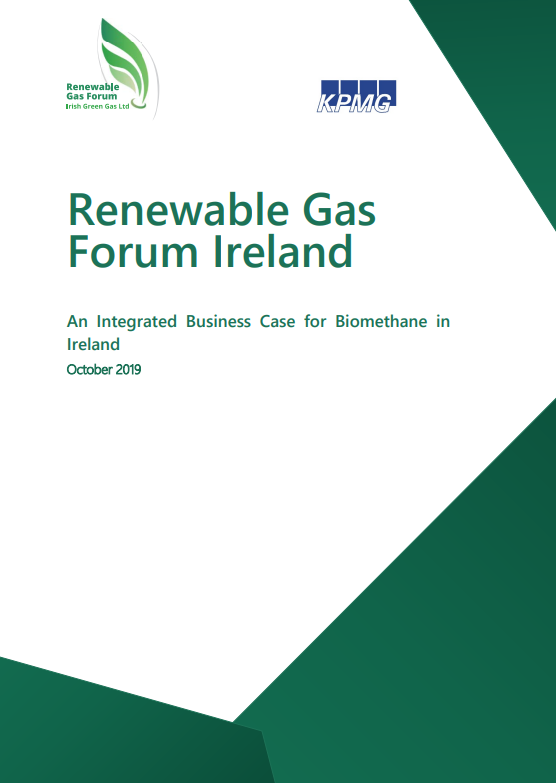 Renewable
Gas Forum
Irish Green Gas Ltd
KPMG
Renewable Gas
Forum Ireland
An Integrated Business Case for Biomethane in
Ireland
October 2019